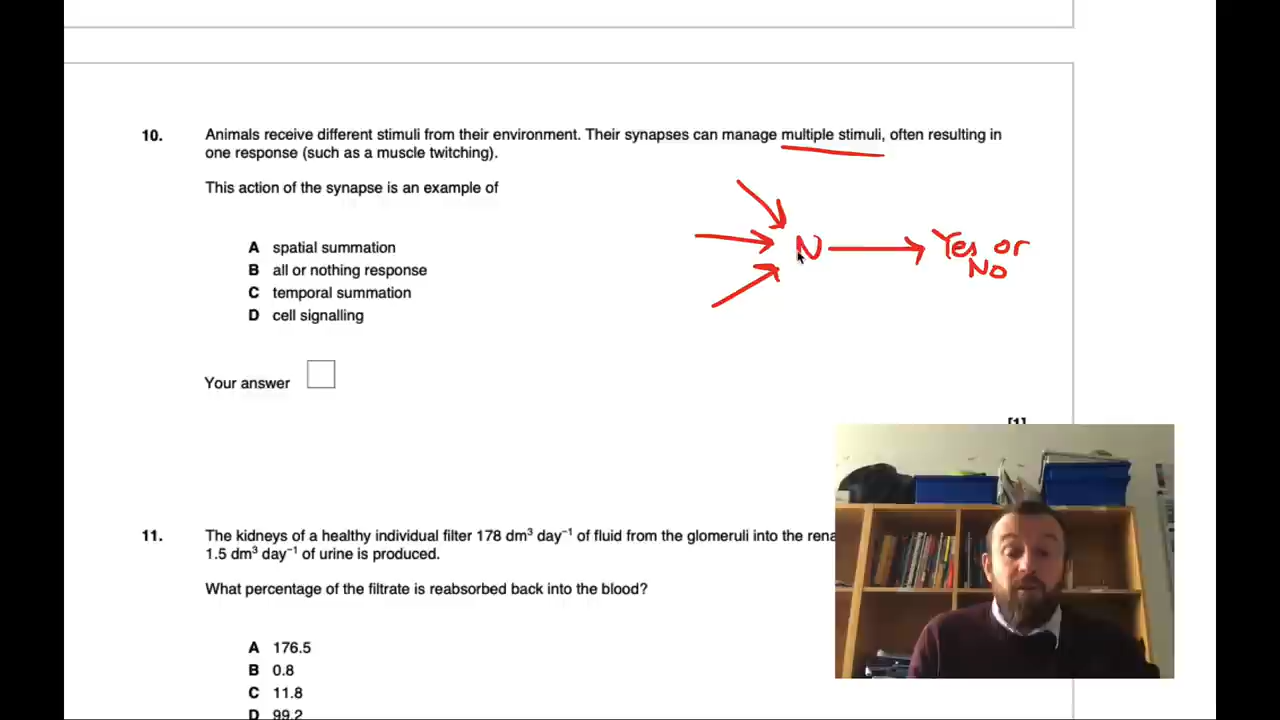 10. Animals receive different stimuli from their environment. Their synapses can manage multiple stimuli, often resulting in
one response (such as a muscle twitching).
This action of the synapse is an example of
A spatial summation
B all or nothing response
C temporal summation
D cell signalling
N Yes or
No
Your answer
[1]
11. The kidneys of a healthy individual filter 178 dm³ day⁻¹ of fluid from the glomeruli into the
1.5 dm³ day⁻¹ of urine is produced.
What percentage of the filtrate is reabsorbed back into the blood?
A 176.5
B 0.8
C 11.8
D 99.2